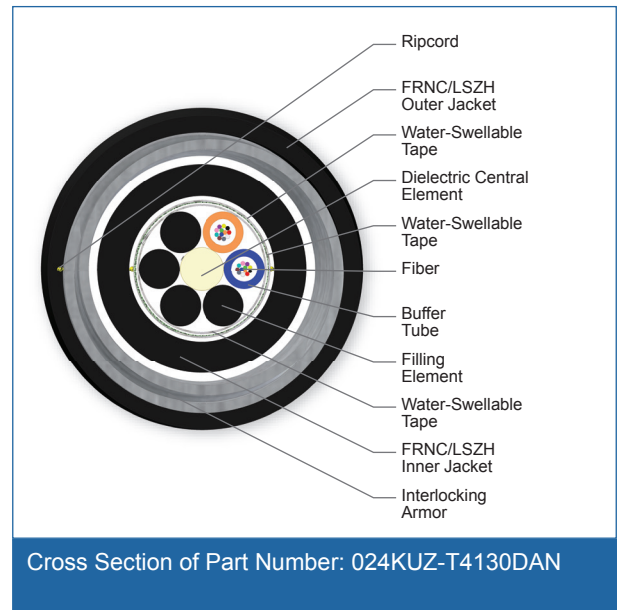 Ripcord
FRNC/LSZH
Outer Jacket
Water-Swellable
Tape
Dielectric Central
Element
Water-Swellable
Tape
Fiber
Buffer
Tube
Filling
Element
Water-Swellable
Tape
FRNC/LSZH
Inner Jacket
Interlocking
Armor
Cross Section of Part Number: 024KUZ-T4130DAN